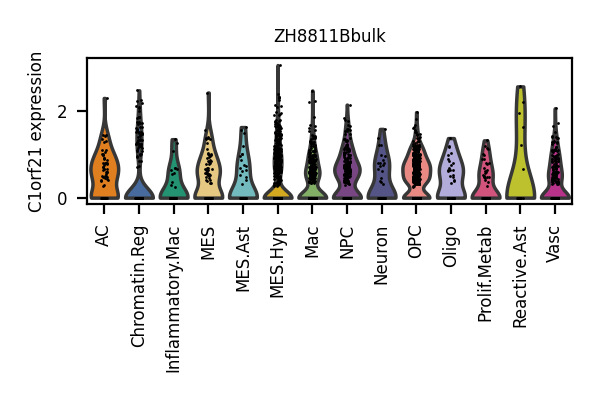 ZH8811Bbulk
C1orf21 expression
2
0
AC
Chromatin.Reg
Inflammatory.Mac
MES
MES.Ast
MES.Hyp
Mac
NPC
Neuron
OPC
Oligo
Prolif.Metab
Reactive.Ast
Vasc